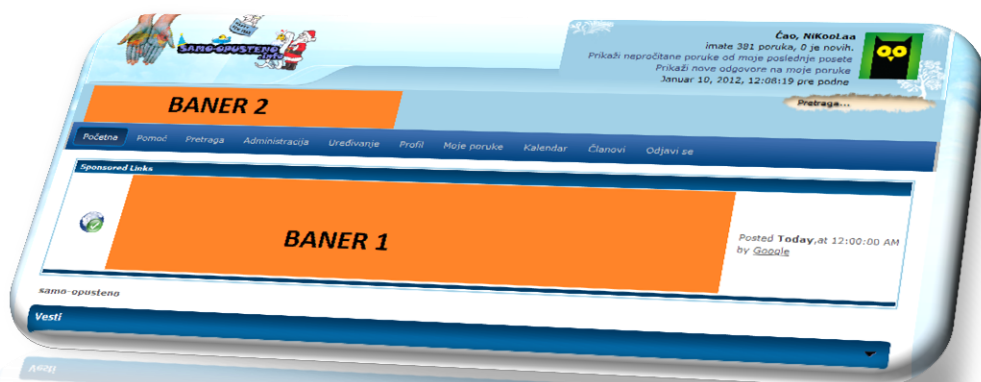 SAMO-OPUSTENO
.info
Ćao, NiKooLaa
imate 381 poruka, 0 je novih.
Prikaži nepročitane poruke od moje poslednje posete
Prikaži nove odgovore na moje poruke
Januar 10, 2012, 12:08:19 pre podne
Pretraga...
BANER 2
Početna Pomoć Pretraga Administracija Uređivanje Profil Moje poruke Kalendar Članovi Odjavi se
Sponsored Links
BANER 1
Posted Today,at 12:00:00 AM
by Google
samo-opusteno
Vesti